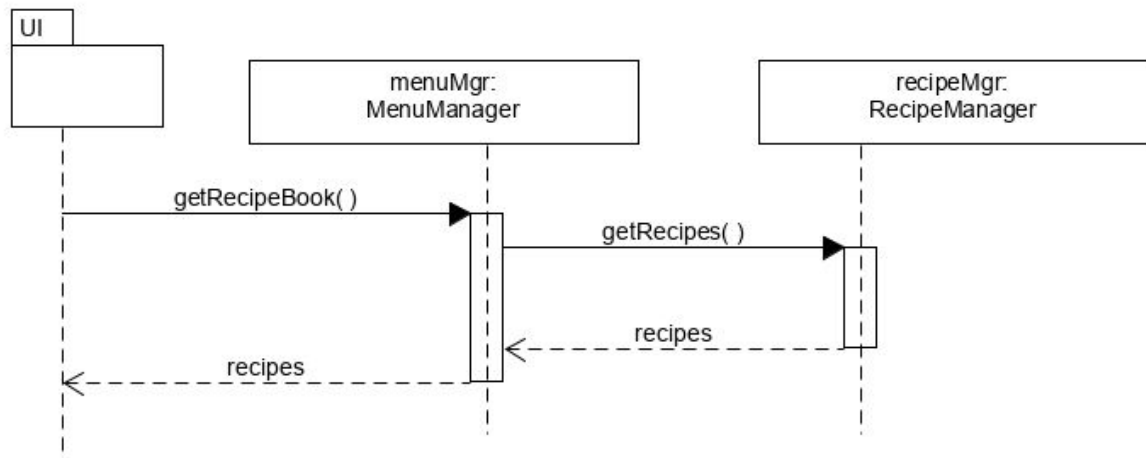 UI
menuMgr:
MenuManager
recipeMgr:
RecipeManager
getRecipeBook( )
getRecipes( )
recipes
recipes